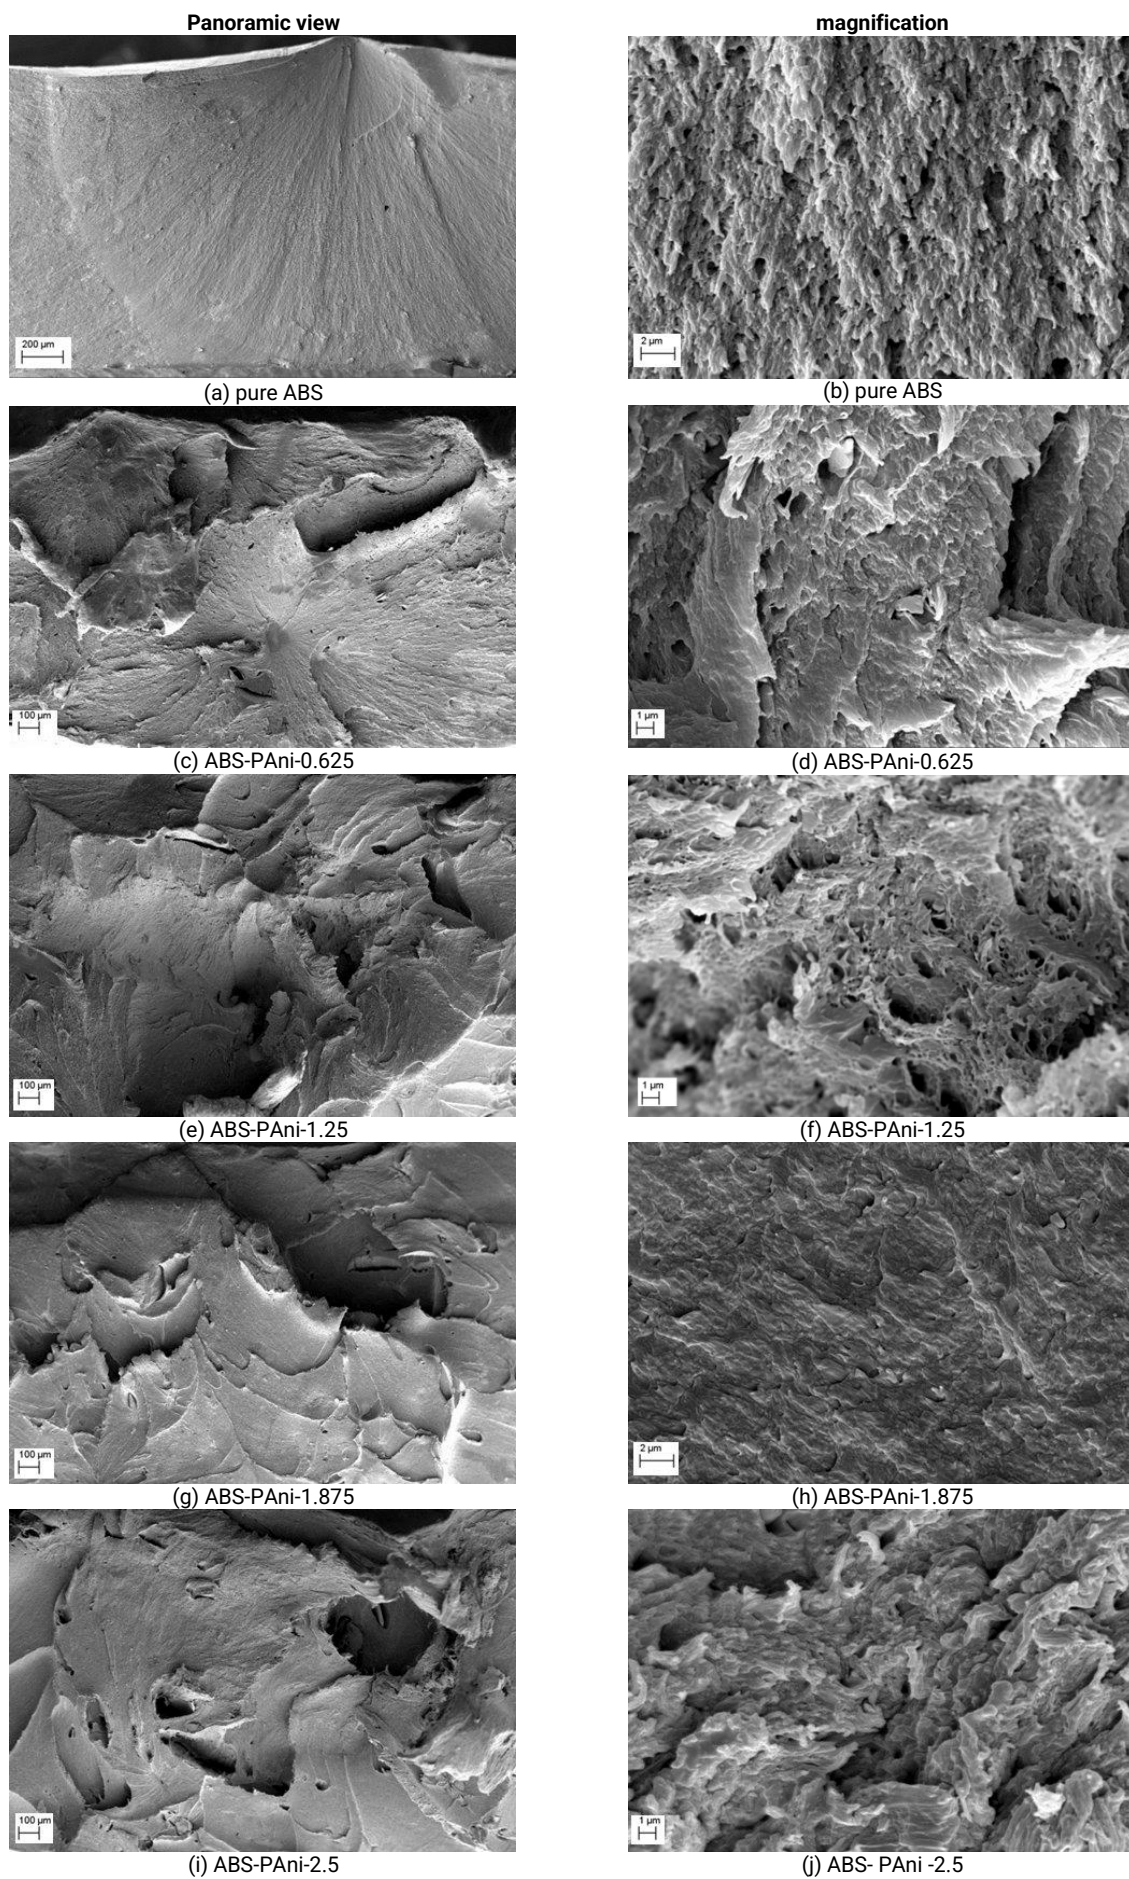 Panoramic view
magnification
200 µm
2 µm
(a) pure ABS
(b) pure ABS
100 µm
1 µm
(c) ABS-PAni-0.625
(d) ABS-PAni-0.625
100 µm
1 µm
(e) ABS-PAni-1.25
(f) ABS-PAni-1.25
100 µm
2 µm
(g) ABS-PAni-1.875
(h) ABS-PAni-1.875
100 µm
1 µm
(i) ABS-PAni-2.5
(j) ABS- PAni -2.5